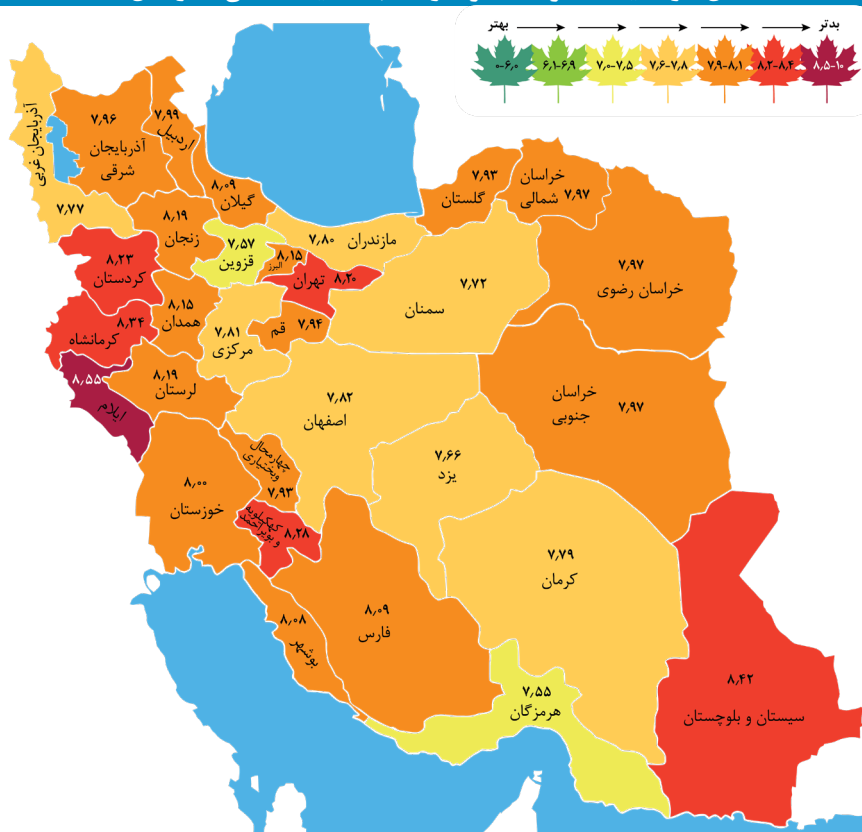 بهتر
بدتر
۰-۶٫۰
۶٫۱-۶٫۹
۷٫۰-۷٫۵
۷٫۶-۷٫۸
۷٫۹-۸٫۱
۸٫۲-۸٫۴
۸٫۵-۱۰
آذربایجان غربی
۷٫۷۷
۷٫۹۶
آذربایجان
شرقی
۷٫۹۹
اردبیل
۸٫۰۹
گیلان
۷٫۹۳
گلستان
خراسان
شمالی ۷٫۹۷
۸٫۱۹
زنجان
۷٫۵۷
قزوین
۷٫۸۰ مازندران
۸٫۱۵
البرز
تهران ۸٫۲۰
۷٫۷۲
سمنان
۷٫۹۷
خراسان رضوی
۸٫۲۳
کردستان
۸٫۱۵
همدان
۷٫۸۱
مرکزی
قم ۷٫۹۴
۸٫۳۴
کرمانشاه
۸٫۵۵
ایلام
۸٫۱۹
لرستان
۷٫۸۲
اصفهان
خراسان
جنوبی
۷٫۹۷
۷٫۶۶
یزد
چهارمحال
وبختیاری
۷٫۹۳
۸٫۰۰
خوزستان
کهکیلویه
و بویراحمد
۸٫۲۸
۷٫۷۹
کرمان
۸٫۰۹
فارس
۸٫۰۸
بوشهر
۷٫۵۵
هرمزگان
۸٫۴۲
سیستان و بلوچستان